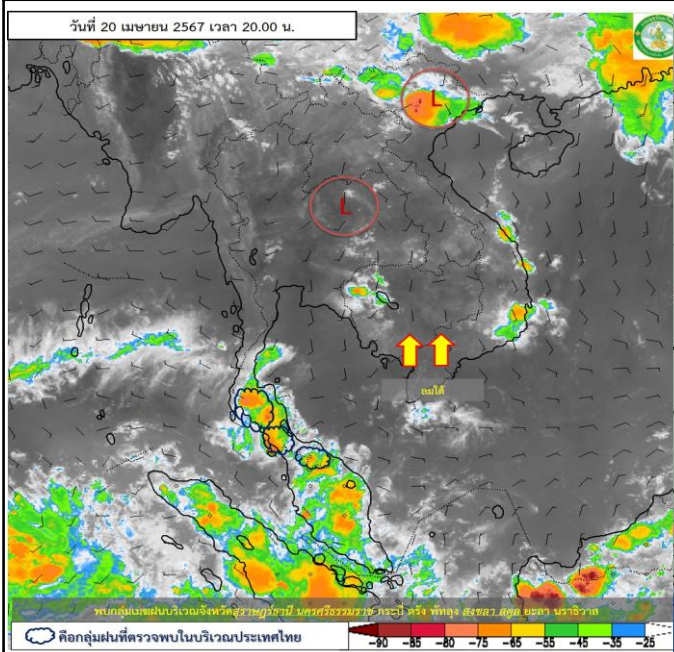 วันที่ 20 เมษายน 2567 เวลา 20.00 น.
L
L
ลมใต้
พบกลุ่มเมฆฝนบริเวณจังหวัดสุราษฎร์ธานี นครศรีธรรมราช กระบี่ ตรัง พัทลุง สงขลา สตูล ยะลา นราธิวาส
คือกลุ่มฝนที่ตรวจพบในบริเวณประเทศไทย
-90 -85 -80 -75 -65 -55 -45 -35 -25